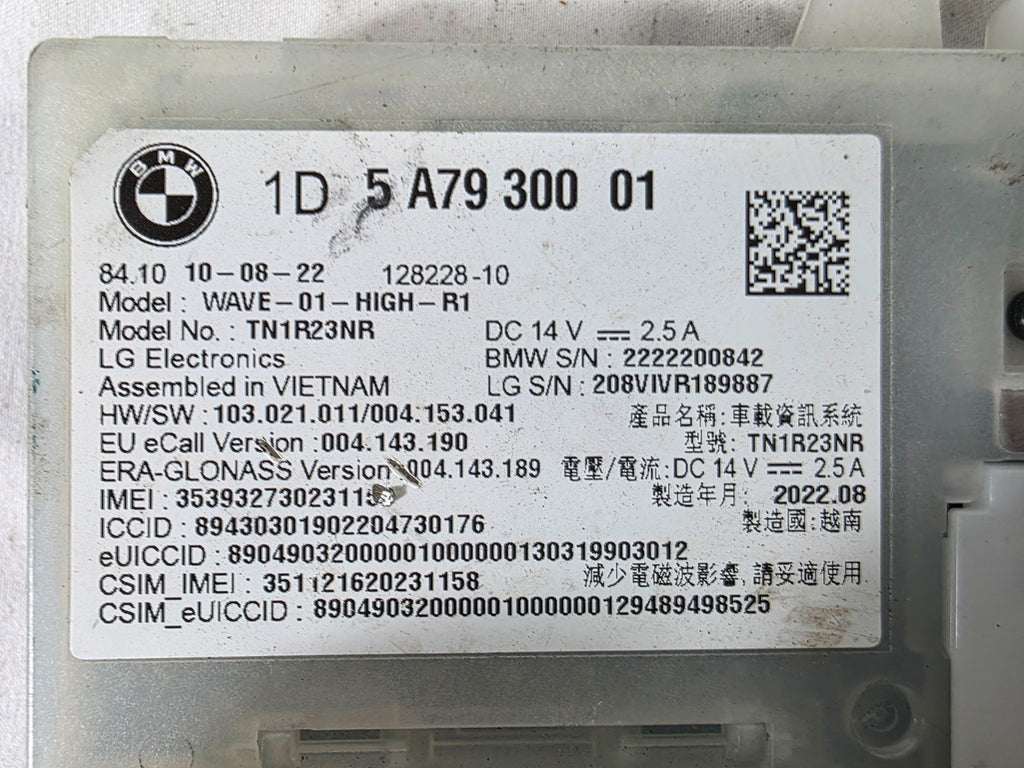 BMW
1D 5 A79 300 01
84.10 10-08-22 128228-10
Model : WAVE-01-HIGH-R1
Model No. : TN1R23NR DC 14 V ⎓ 2.5 A
LG Electronics BMW S/N : 2222200842
Assembled in VIETNAM LG S/N : 208VIVR189887
HW/SW : 103.021.011/004.153.041 產品名稱:車載資訊系統
EU eCall Version :004.143.190 型號: TN1R23NR
ERA-GLONASS Version :004.143.189 電壓/電流:DC 14 V ⎓ 2.5 A
IMEI : 製造年月: 2022.08
ICCID : 89430301902204730176 製造國:越南
eUICCID : 89049032000001000000130319903012
CSIM_IMEI : 減少電磁波影響,請妥適使用.
CSIM_eUICCID : 89049032000001000000129489498525